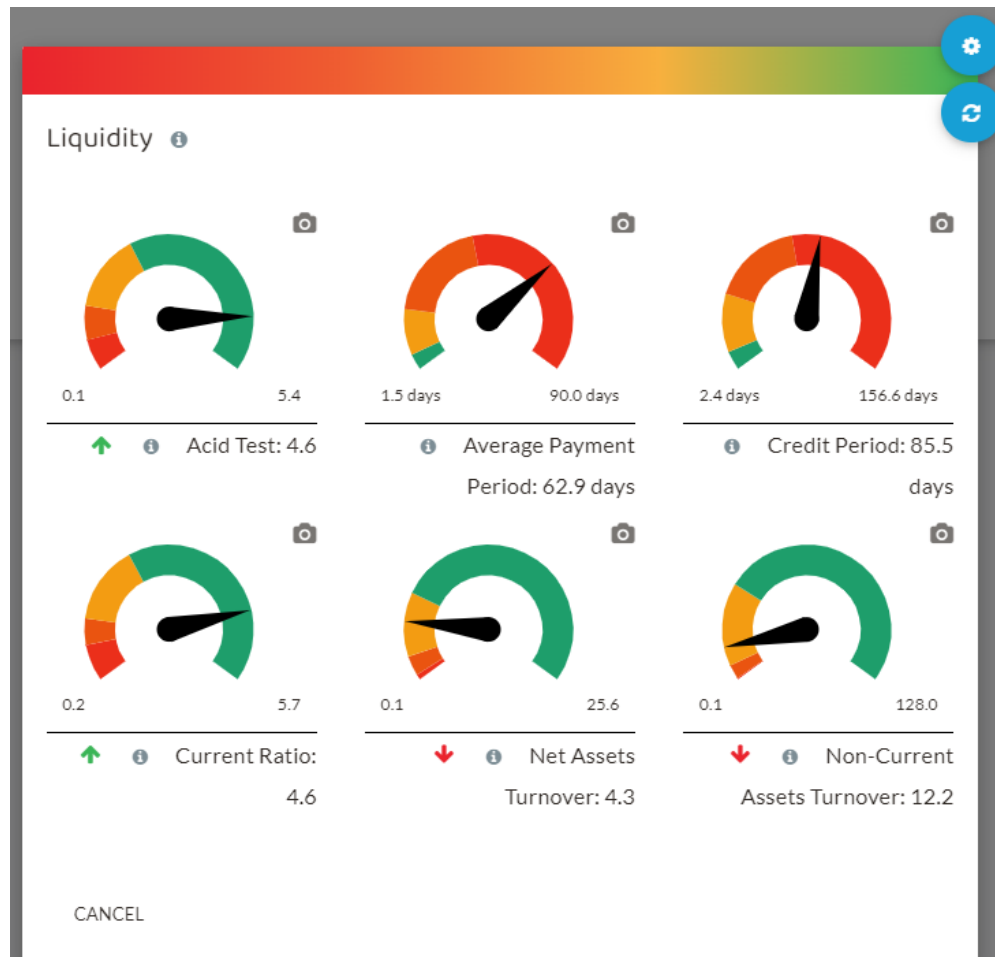 Liquidity
0.1 5.4
Acid Test: 4.6
1.5 days 90.0 days
Average Payment
Period: 62.9 days
2.4 days 156.6 days
Credit Period: 85.5
days
0.2 5.7
Current Ratio:
4.6
0.1 25.6
Net Assets
Turnover: 4.3
0.1 128.0
Non-Current
Assets Turnover: 12.2
CANCEL